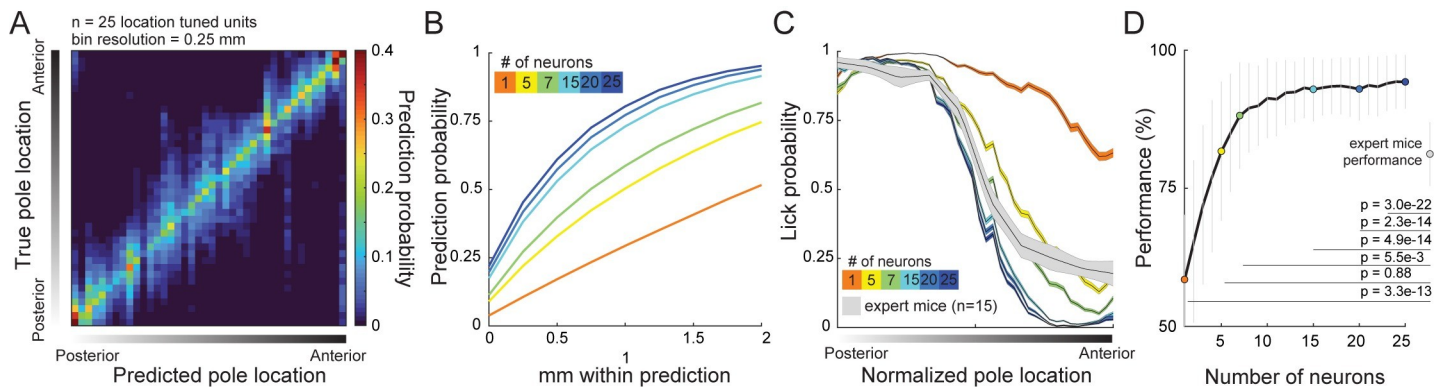 A
n = 25 location tuned units
bin resolution = 0.25 mm
True pole location
Posterior
Anterior
Posterior
Anterior
Predicted pole location
0.4
0.3
0.2
0.1
0
Prediction probability
B
# of neurons
1 5 7 15 20 25
Prediction probability
1
0.75
0.5
0.25
0
0 0.5 1.0 1.5 2
1
mm within prediction
C
Lick probability
1
0.75
0.5
0.25
0
# of neurons
1 5 7 15 20 25
expert mice (n=15)
Posterior
Anterior
Normalized pole location
D
Performance (%)
100
75
50
expert mice
performance
p = 3.0e-22
p = 2.3e-14
p = 4.9e-14
p = 5.5e-3
p = 0.88
p = 3.3e-13
5 10 15 20 25
Number of neurons